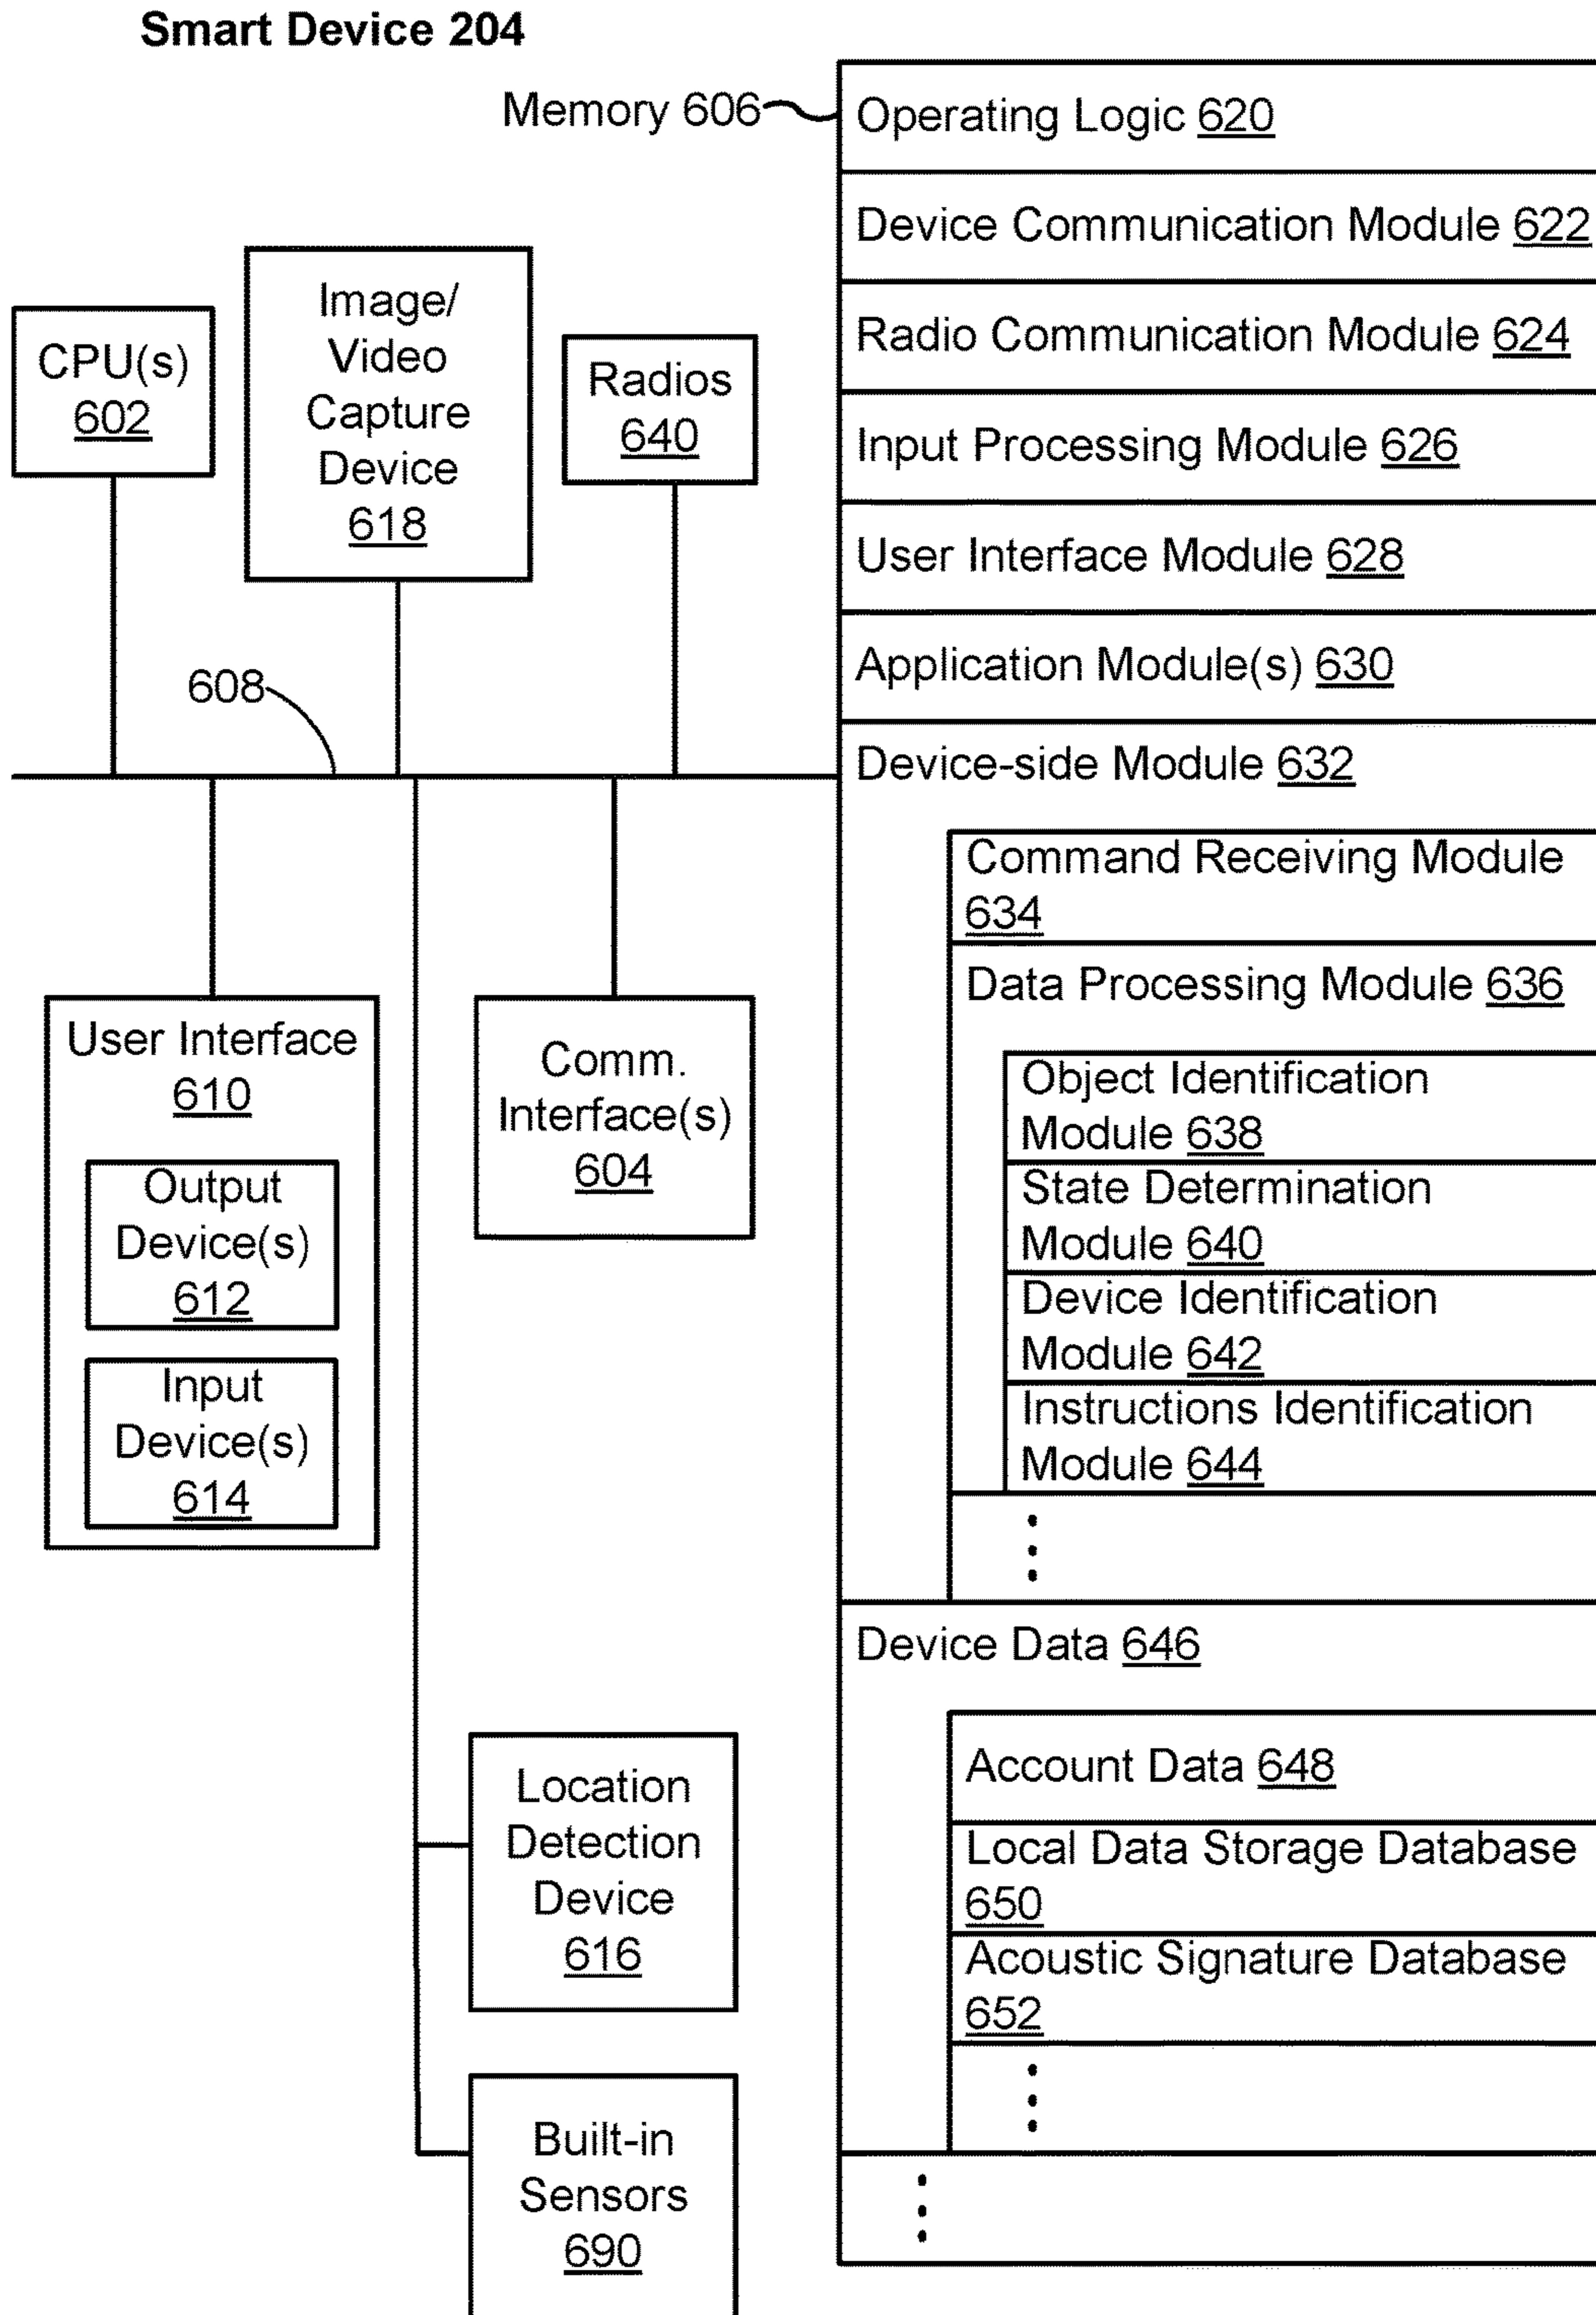 Smart Device 204
Memory 606
CPU(s)
602
Image/
Video
Capture
Device
618
Radios
640
608
User Interface
610
Output
Device(s)
612
Input
Device(s)
614
Comm.
Interface(s)
604
Location
Detection
Device
616
Built-in
Sensors
690
Operating Logic 620
Device Communication Module 622
Radio Communication Module 624
Input Processing Module 626
User Interface Module 628
Application Module(s) 630
Device-side Module 632
Command Receiving Module
634
Data Processing Module 636
Object Identification
Module 638
State Determination
Module 640
Device Identification
Module 642
Instructions Identification
Module 644
Device Data 646
Account Data 648
Local Data Storage Database
650
Acoustic Signature Database
652